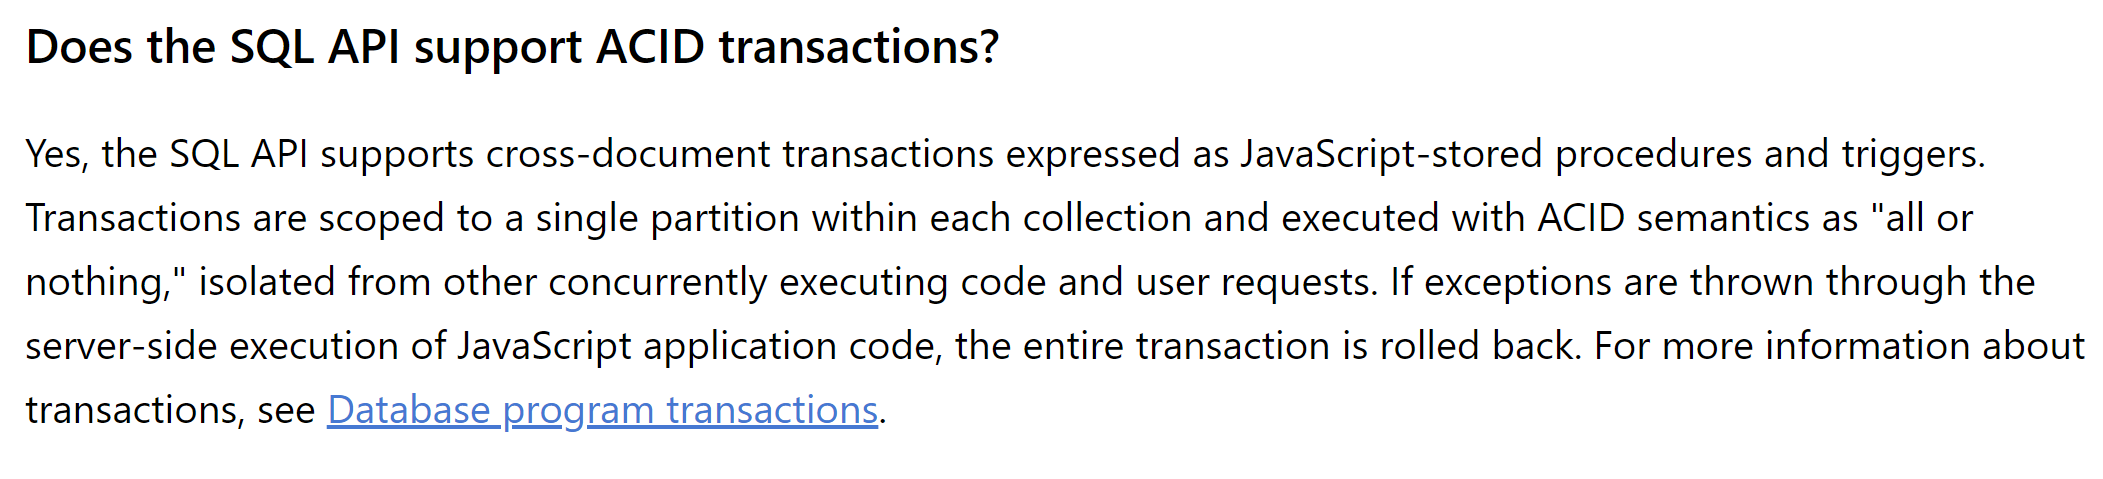 Does the SQL API support ACID transactions?
Yes, the SQL API supports cross-document transactions expressed as JavaScript-stored procedures and triggers.
Transactions are scoped to a single partition within each collection and executed with ACID semantics as "all or
nothing," isolated from other concurrently executing code and user requests. If exceptions are thrown through the
server-side execution of JavaScript application code, the entire transaction is rolled back. For more information about
transactions, see Database program transactions.